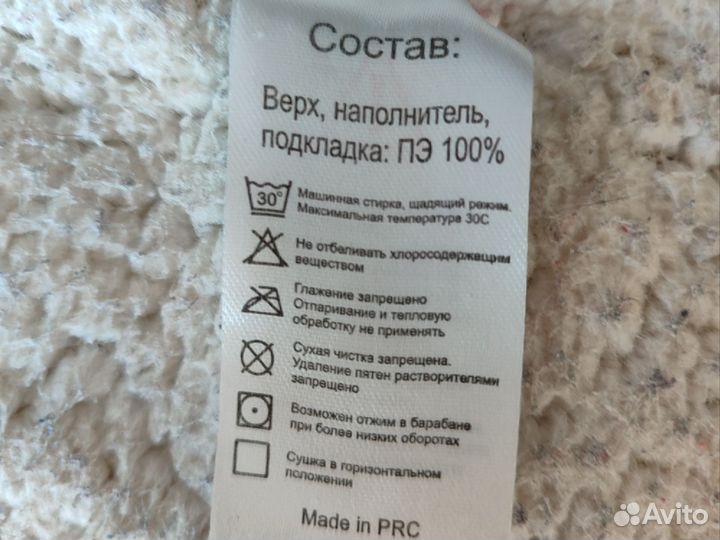 Состав:
Верх, наполнитель,
подкладка: ПЭ 100%
30°
Машинная стирка, щадящий режим.
Максимальная температура 30С
Не отбеливать хлоросодержащим
веществом
Глажение запрещено
Отпаривание и тепловую
обработку не применять
Сухая чистка запрещена.
Удаление пятен растворителями
запрещено
Возможен отжим в барабане
при более низких оборотах
Сушка в горизонтальном
положении
Made in PRC
Avito